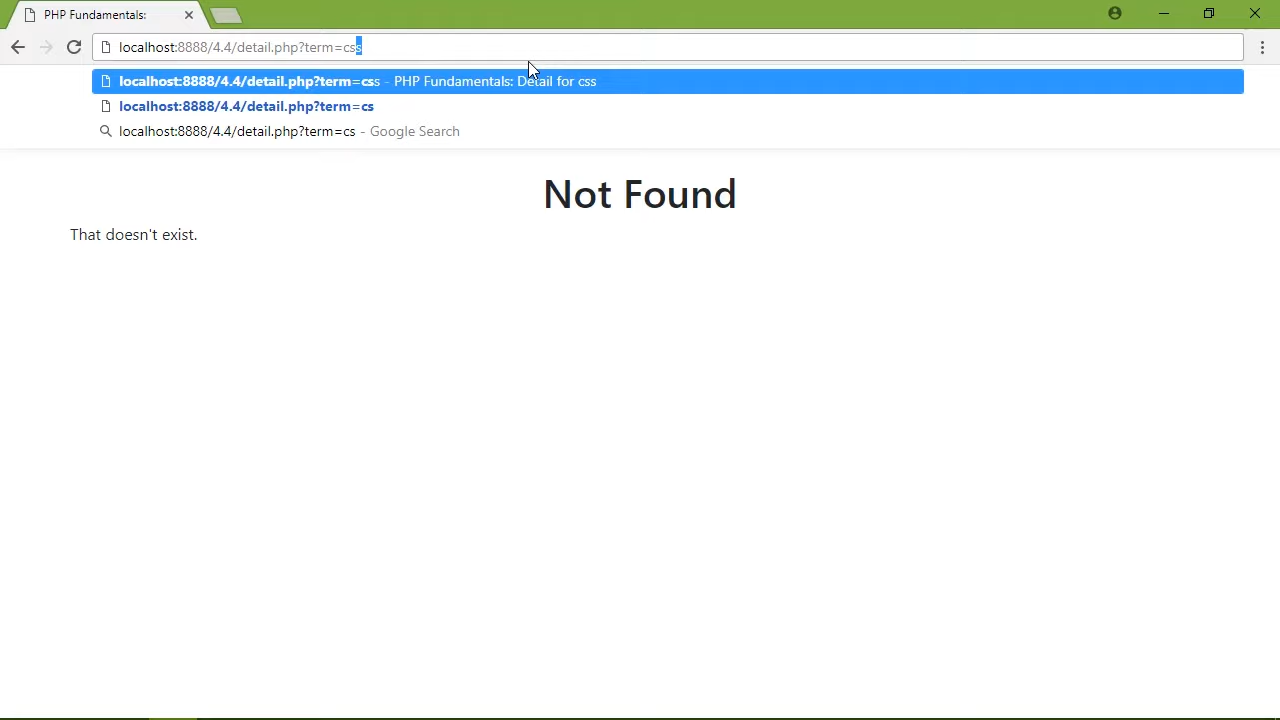 PHP Fundamentals:
localhost:8888/4.4/detail.php?term=css
localhost:8888/4.4/detail.php?term=css - PHP Fundamentals: Detail for css
localhost:8888/4.4/detail.php?term=cs
localhost:8888/4.4/detail.php?term=cs - Google Search
Not Found
That doesn't exist.